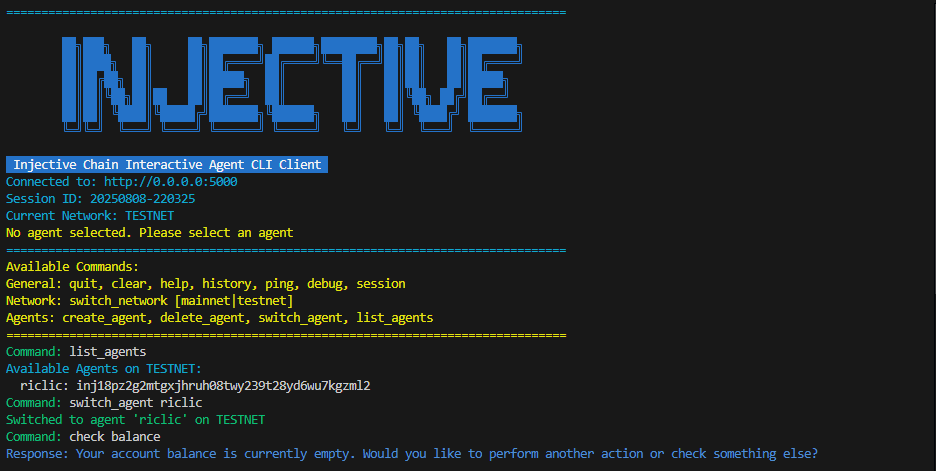 ================================================================================
INJECTIVE
Injective Chain Interactive Agent CLI Client
Connected to: http://0.0.0.0:5000
Session ID: 20250808-220325
Current Network: TESTNET
No agent selected. Please select an agent
================================================================================
Available Commands:
General: quit, clear, help, history, ping, debug, session
Network: switch_network [mainnet|testnet]
Agents: create_agent, delete_agent, switch_agent, list_agents
================================================================================
Command: list_agents
Available Agents on TESTNET:
  riclic: inj18pz2g2mtgxjhruh08twy239t28yd6wu7kgzml2
Command: switch_agent riclic
Switched to agent 'riclic' on TESTNET
Command: check balance
Response: Your account balance is currently empty. Would you like to perform another action or check something else?